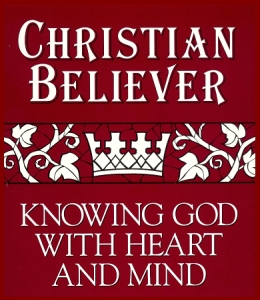 CHRISTIAN
BELIEVER
KNOWING GOD
WITH HEART
AND MIND